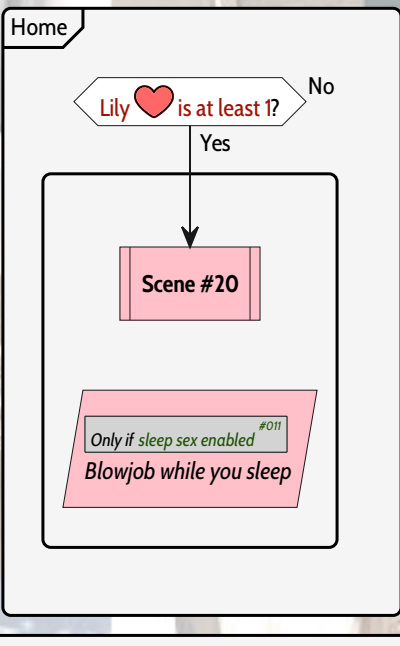 Home
Lily ❤ is at least 1?
No
Yes
Scene #20
#011
Only if sleep sex enabled
Blowjob while you sleep